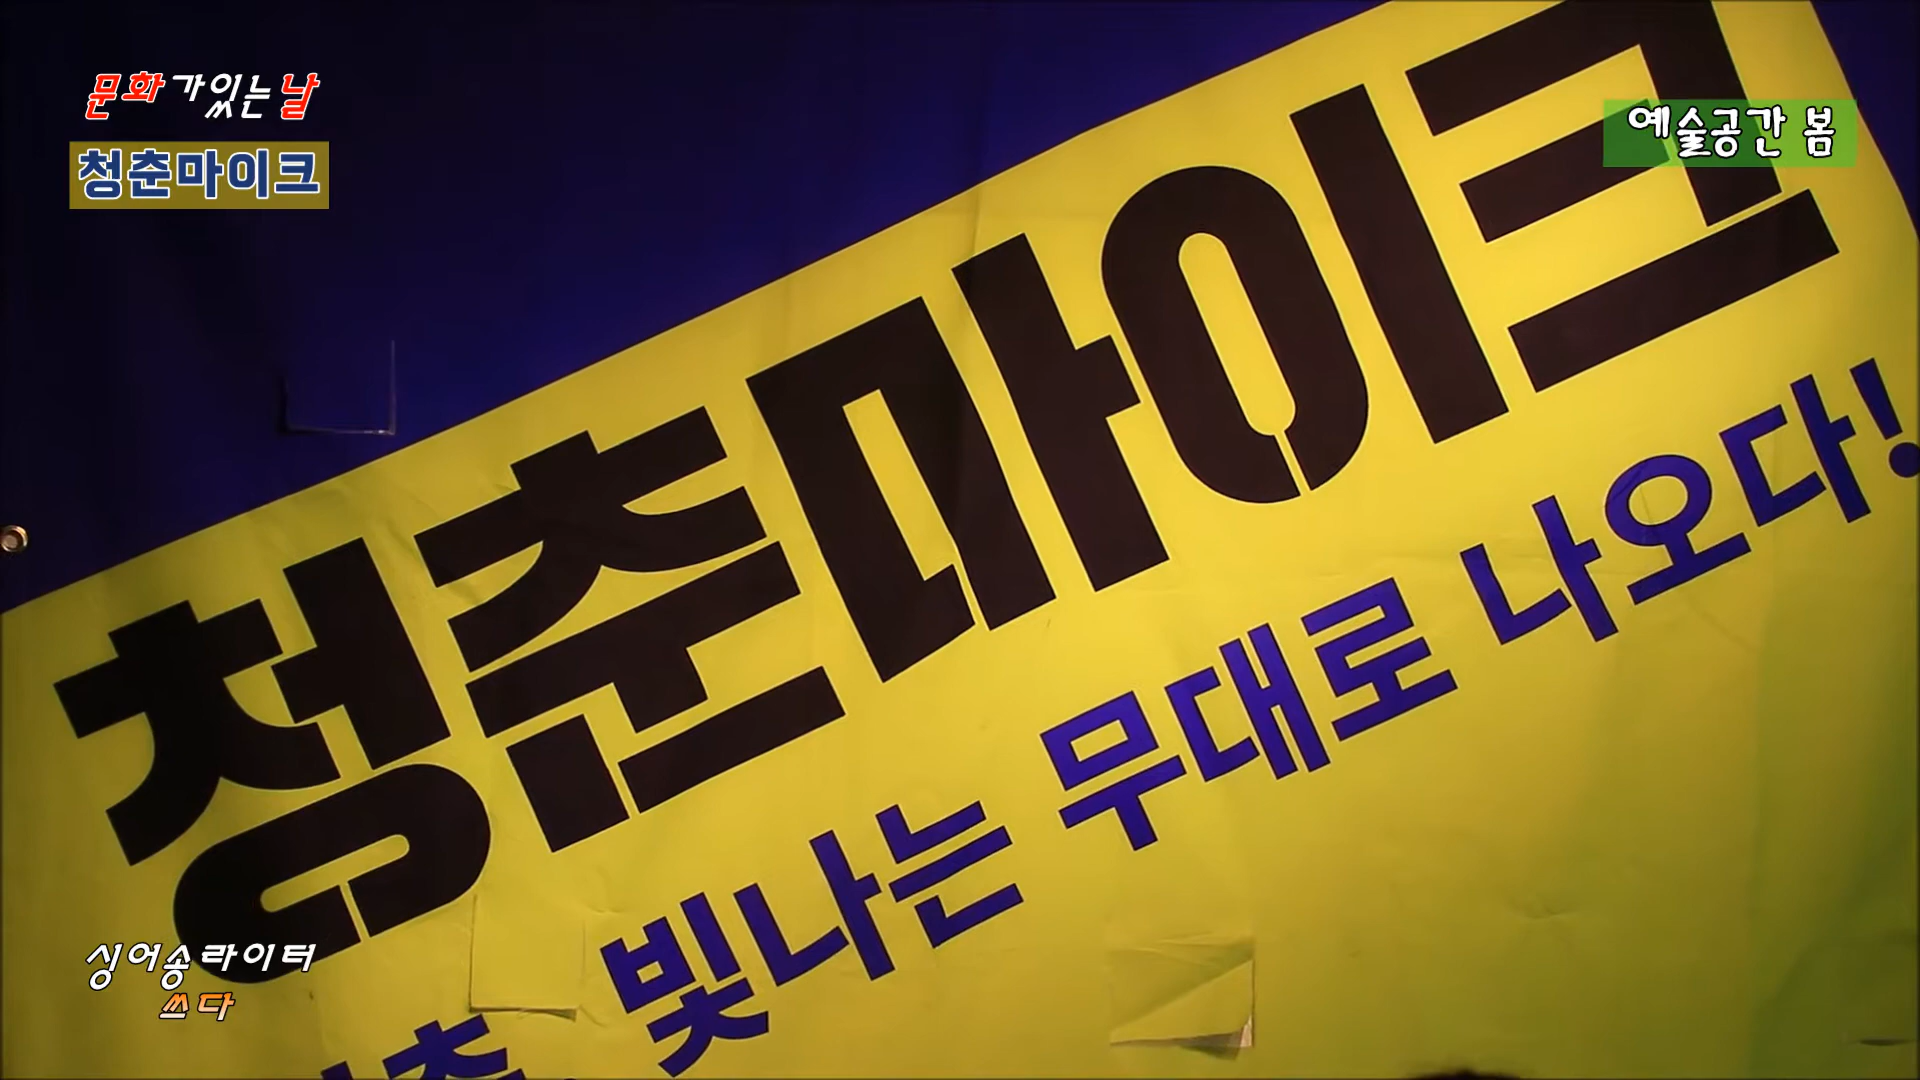 문화가있는날
청춘마이크
예술공간 봄
청춘마이크
빛나는 무대로 나오다!
싱어송라이터
쓰다